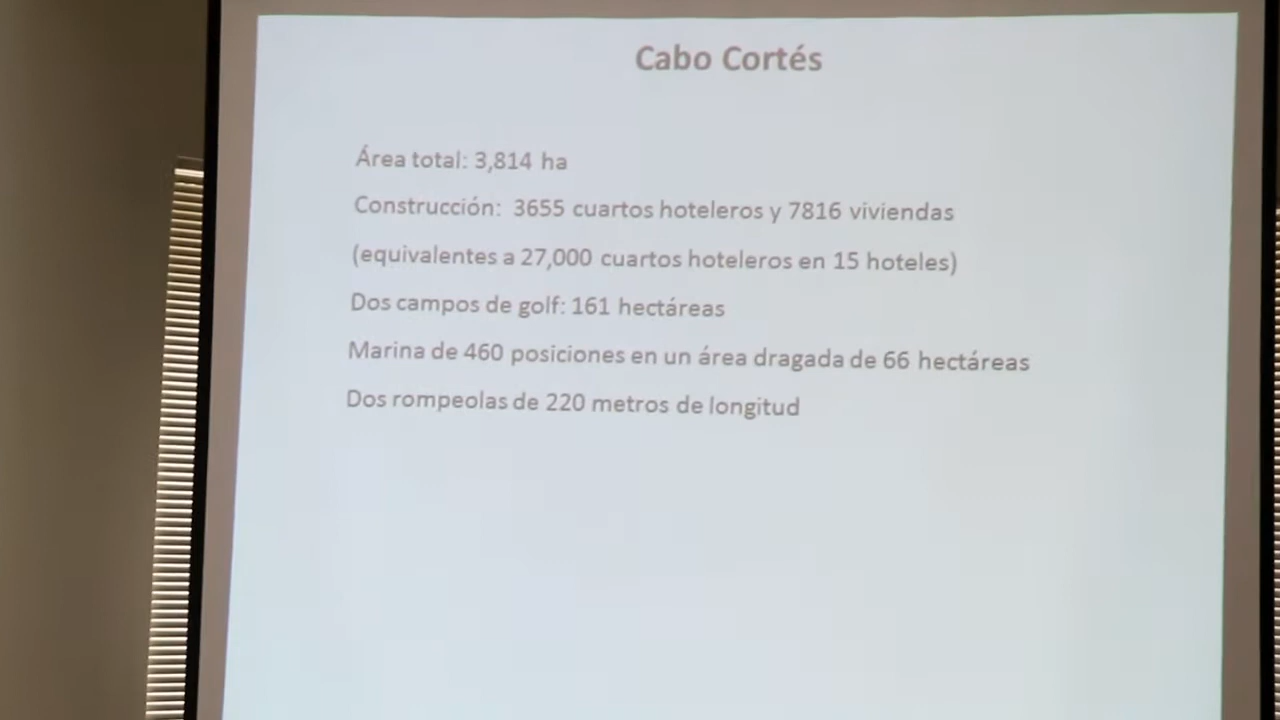 Cabo Cortés
Área total: 3,814 ha
Construcción: 3655 cuartos hoteleros y 7816 viviendas
(equivalentes a 27,000 cuartos hoteleros en 15 hoteles)
Dos campos de golf: 161 hectáreas
Marina de 460 posiciones en un área dragada de 66 hectáreas
Dos rompeolas de 220 metros de longitud